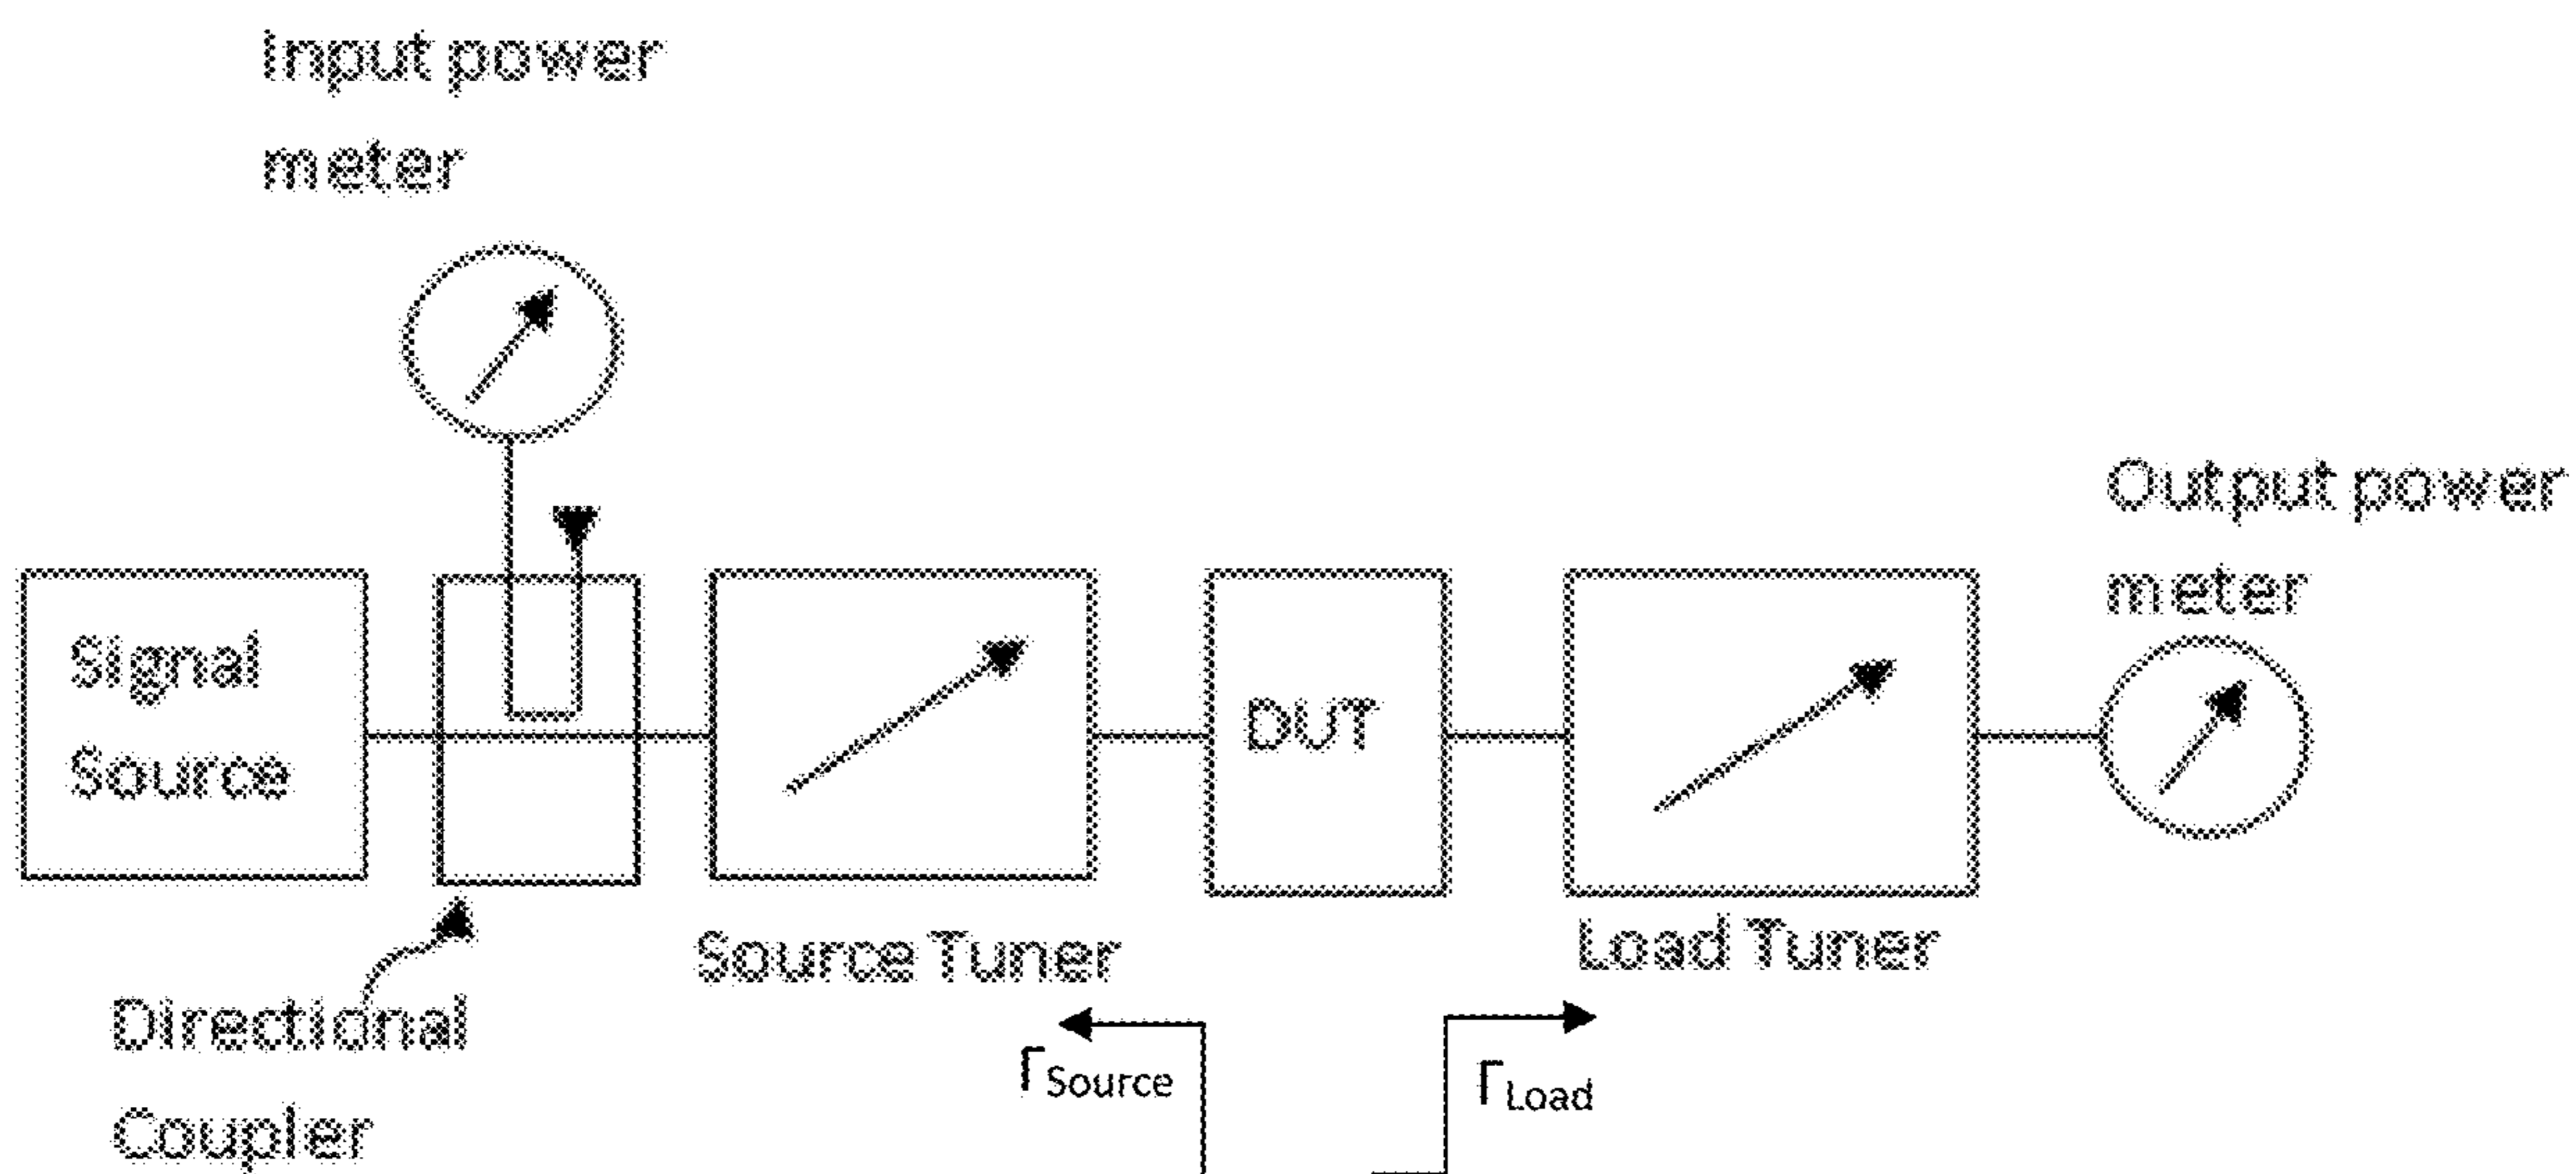 Input power
meter
Output power
meter
Signal
Source
DUT
Source Tuner
Load Tuner
Directional
Coupler
ΓSource
ΓLoad